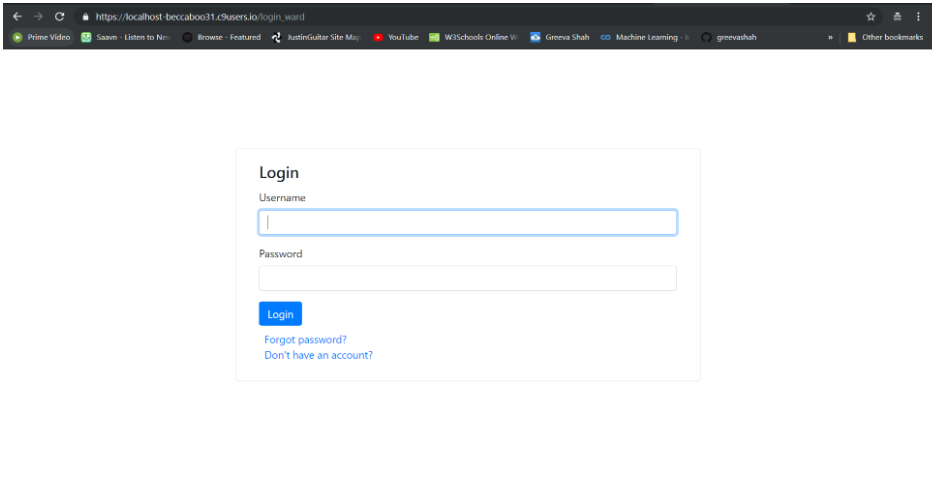 https://localhost-beccaboo31.c9users.io/login_ward
Prime Video Saavn - Listen to Nev Browse - Featured JustinGuitar Site Map YouTube W3Schools Online W Greeva Shah Machine Learning - greevashah » Other bookmarks
Login
Username
Password
Login
Forgot password?
Don't have an account?